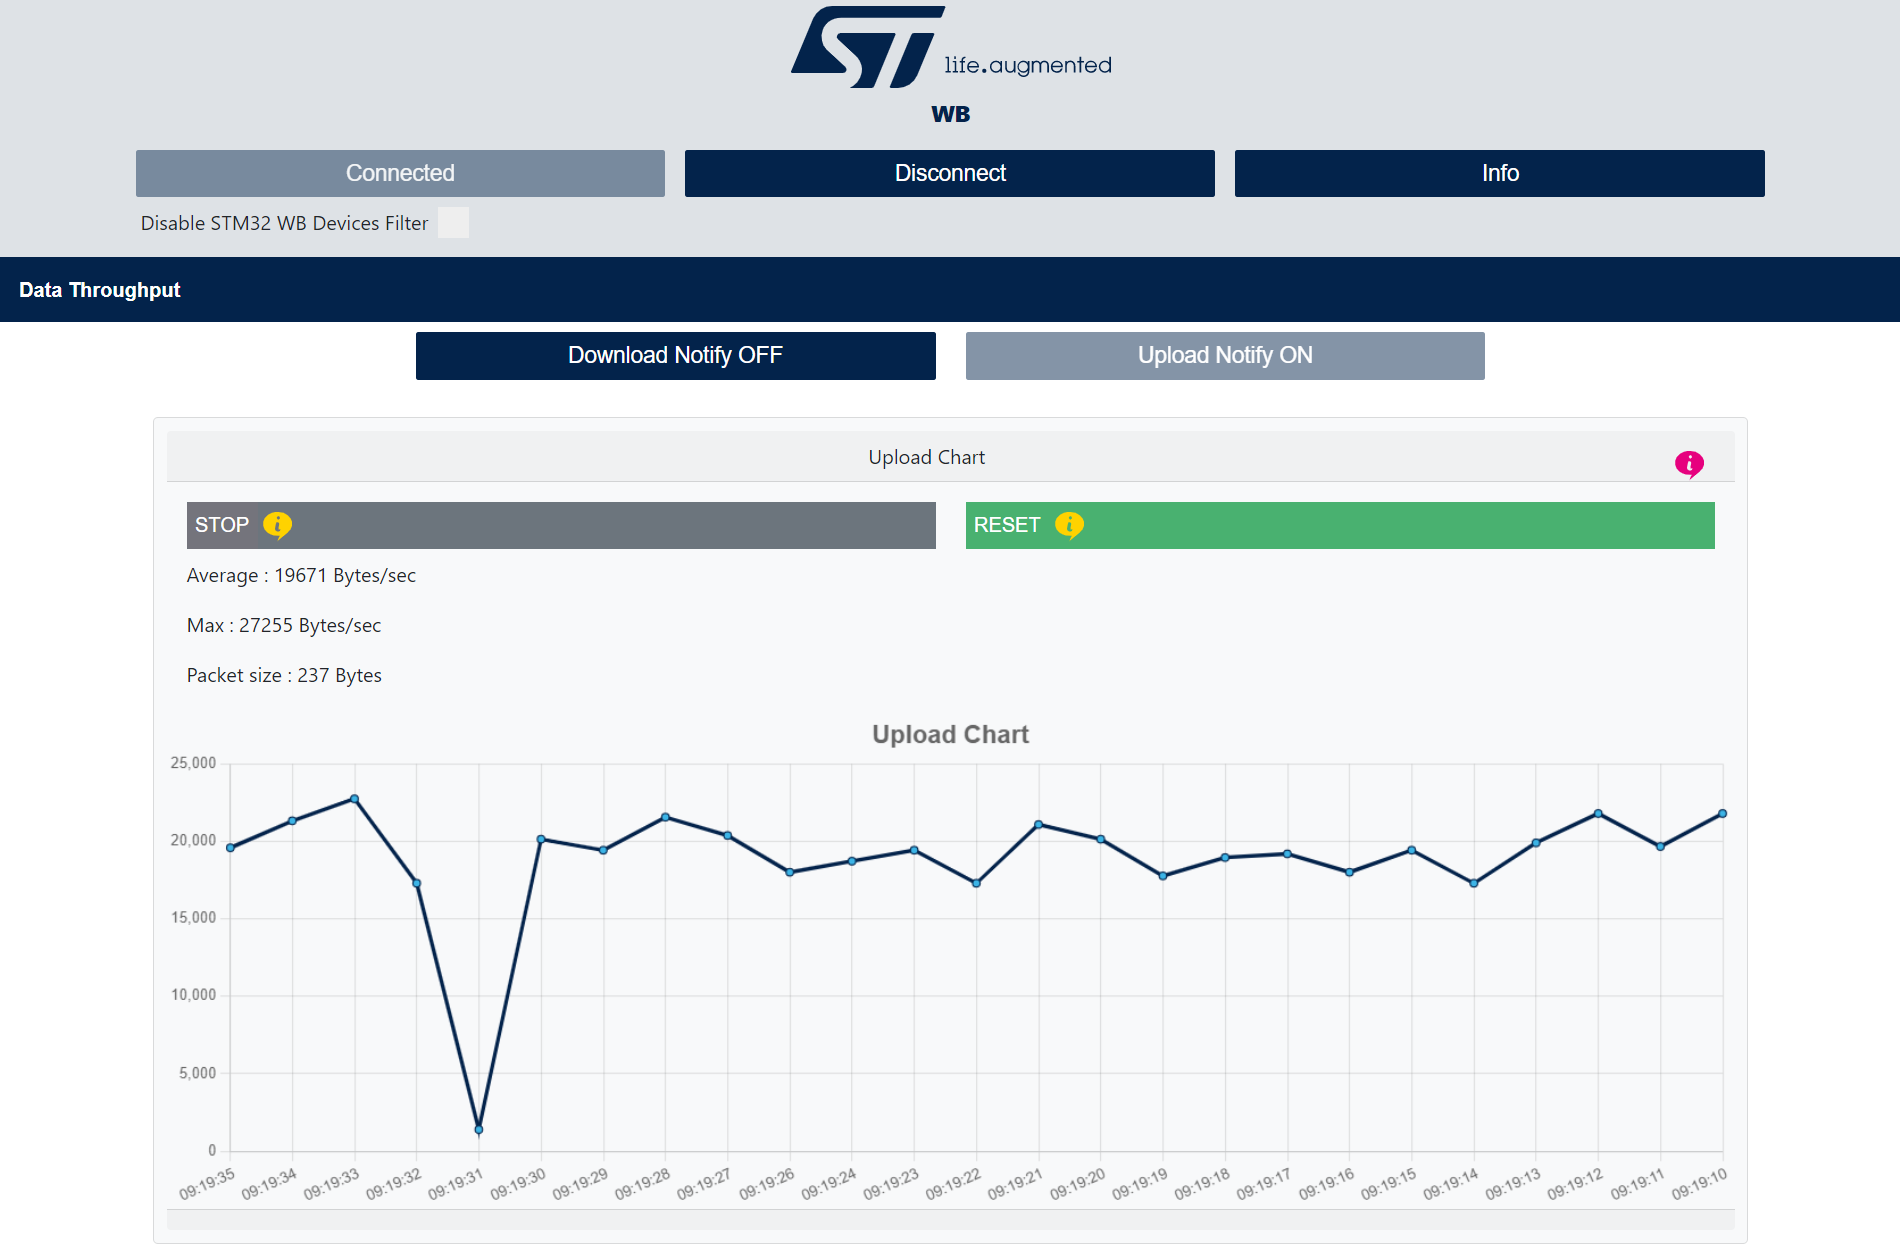 ST life.augmented
WB
Connected
Disconnect
Info
Disable STM32 WB Devices Filter
Data Throughput
Download Notify OFF
Upload Notify ON
Upload Chart
i
STOP i
RESET i
Average : 19671 Bytes/sec
Max : 27255 Bytes/sec
Packet size : 237 Bytes
Upload Chart
25,000
20,000
15,000
10,000
5,000
0
09:19:35 09:19:34 09:19:33 09:19:32 09:19:31 09:19:30 09:19:29 09:19:28 09:19:27 09:19:26 09:19:24 09:19:23 09:19:22 09:19:21 09:19:20 09:19:19 09:19:18 09:19:17 09:19:16 09:19:15 09:19:14 09:19:13 09:19:12 09:19:11 09:19:10